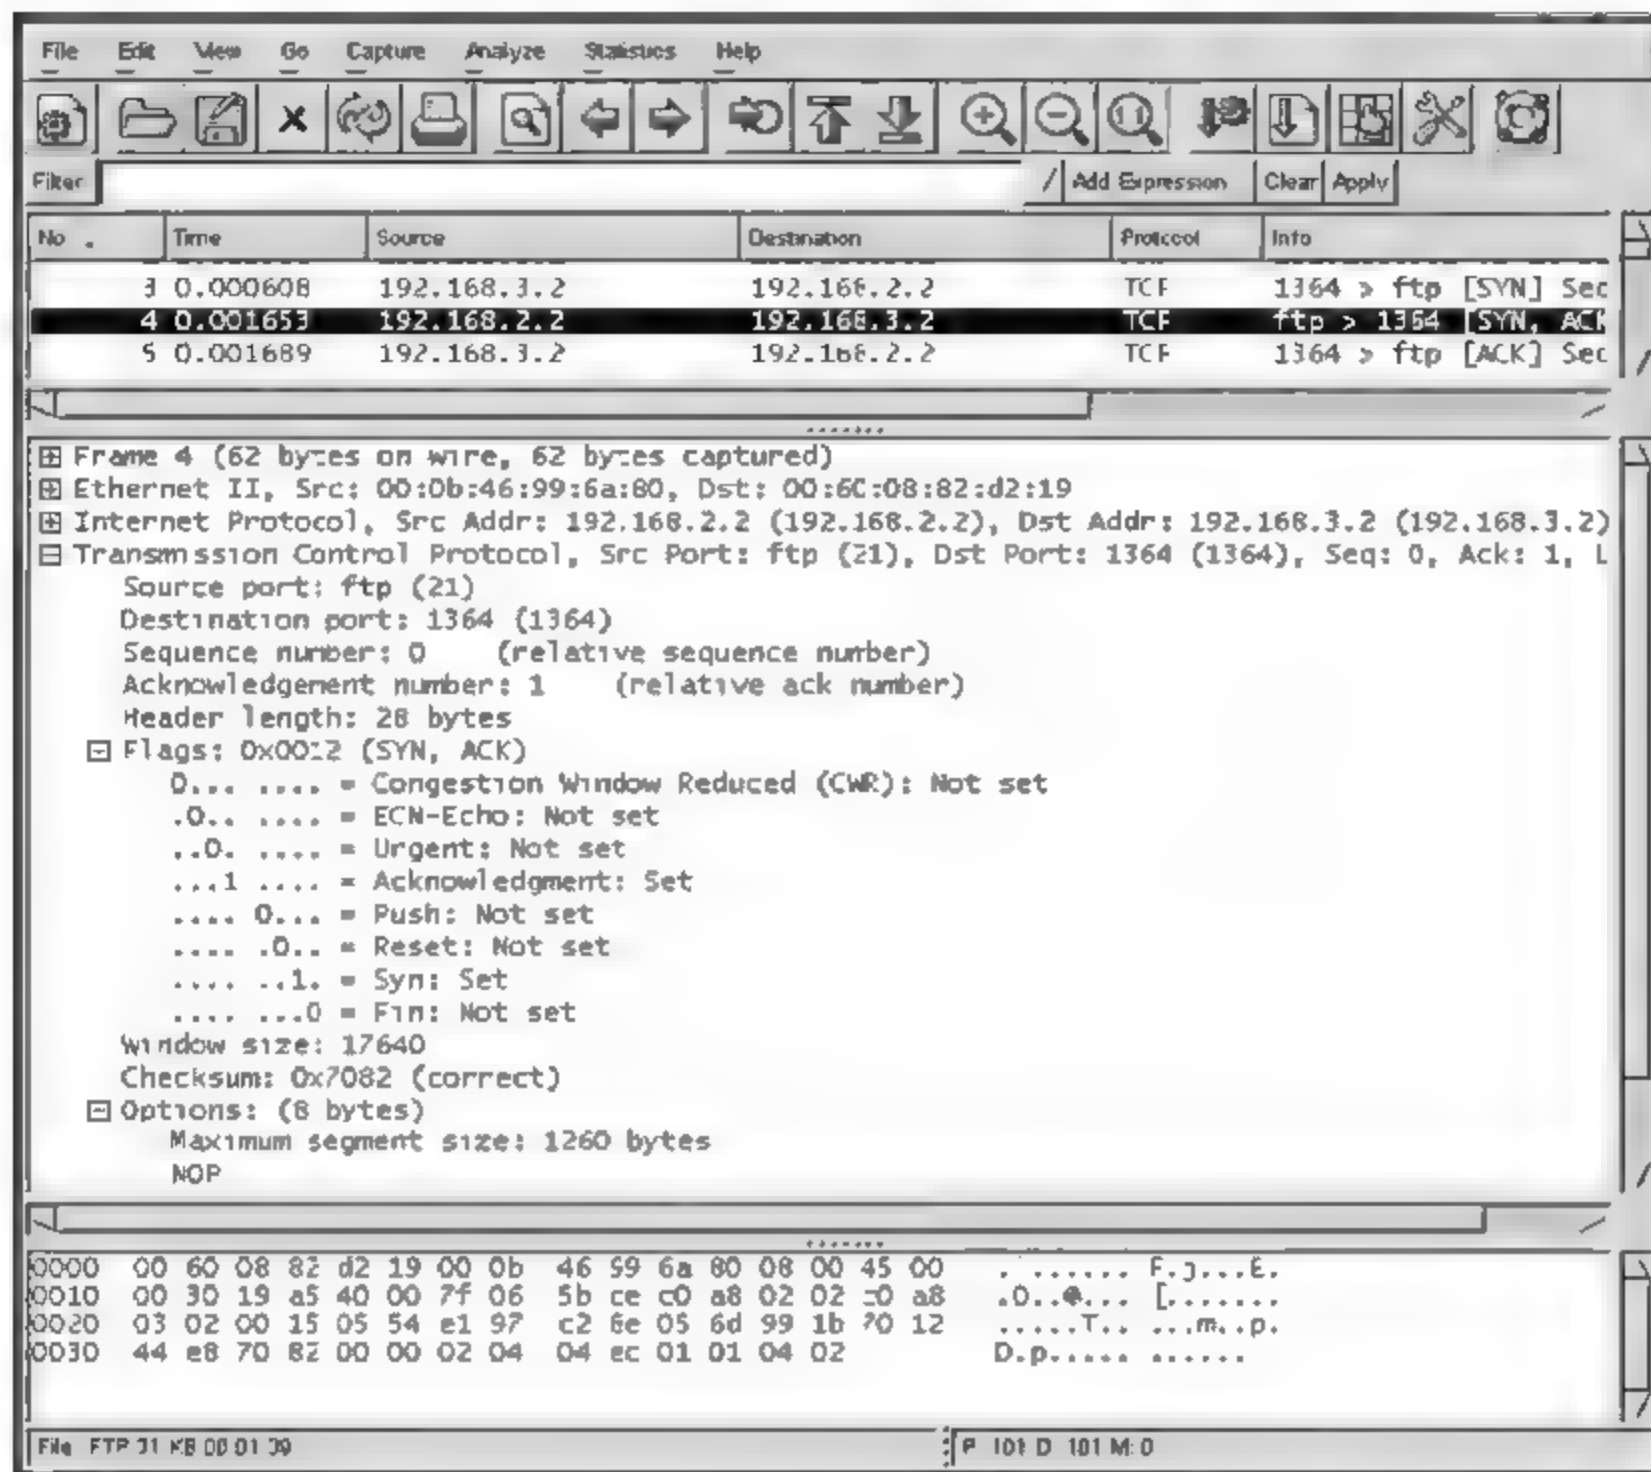 File Edit View Go Capture Analyze Statistics Help
Filter / Add Expression Clear Apply
No . Time Source Destination Protocol Info
3 0.000608 192.168.3.2 192.168.2.2 TCP 1364 > ftp [SYN] Sec
4 0.001653 192.168.2.2 192.168.3.2 TCP ftp > 1364 [SYN, ACK
5 0.001689 192.168.3.2 192.168.2.2 TCP 1364 > ftp [ACK] Sec
Frame 4 (62 bytes on wire, 62 bytes captured)
Ethernet II, Src: 00:0b:46:99:6a:80, Dst: 00:60:08:82:d2:19
Internet Protocol, Src Addr: 192.168.2.2 (192.168.2.2), Dst Addr: 192.168.3.2 (192.168.3.2)
Transmission Control Protocol, Src Port: ftp (21), Dst Port: 1364 (1364), Seq: 0, Ack: 1, L
Source port: ftp (21)
Destination port: 1364 (1364)
Sequence number: 0 (relative sequence number)
Acknowledgement number: 1 (relative ack number)
Header length: 28 bytes
Flags: 0x0012 (SYN, ACK)
0... .... = Congestion Window Reduced (CWR): Not set
.0.. .... = ECN-Echo: Not set
..0. .... = Urgent: Not set
...1 .... = Acknowledgment: Set
.... 0... = Push: Not set
.... .0.. = Reset: Not set
.... ..1. = Syn: Set
.... ...0 = Fin: Not set
Window size: 17640
Checksum: 0x7082 (correct)
Options: (8 bytes)
Maximum segment size: 1260 bytes
NOP
0000 00 60 08 82 d2 19 00 0b 46 99 6a 80 08 00 45 00 . ....... F.j...E.
0010 00 30 19 a5 40 00 7f 06 5b ce c0 a8 02 02 c0 a8 .0..@... [.......
0020 03 02 00 15 05 54 e1 97 c2 6e 05 6d 99 1b 70 12 .....T.. ...m..p.
0030 44 e8 70 82 00 00 02 04 04 ec 01 01 04 02 D.p..... ......
File FTP 31 KB 00 01
P 101 D 101 M: 0